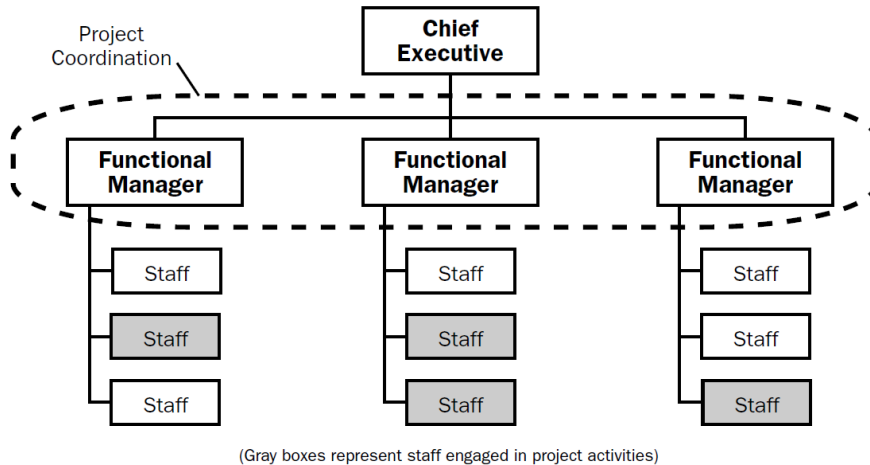 Project
Coordination
Chief
Executive
Functional
Manager
Functional
Manager
Functional
Manager
Staff
Staff
Staff
Staff
Staff
Staff
Staff
Staff
Staff
(Gray boxes represent staff engaged in project activities)